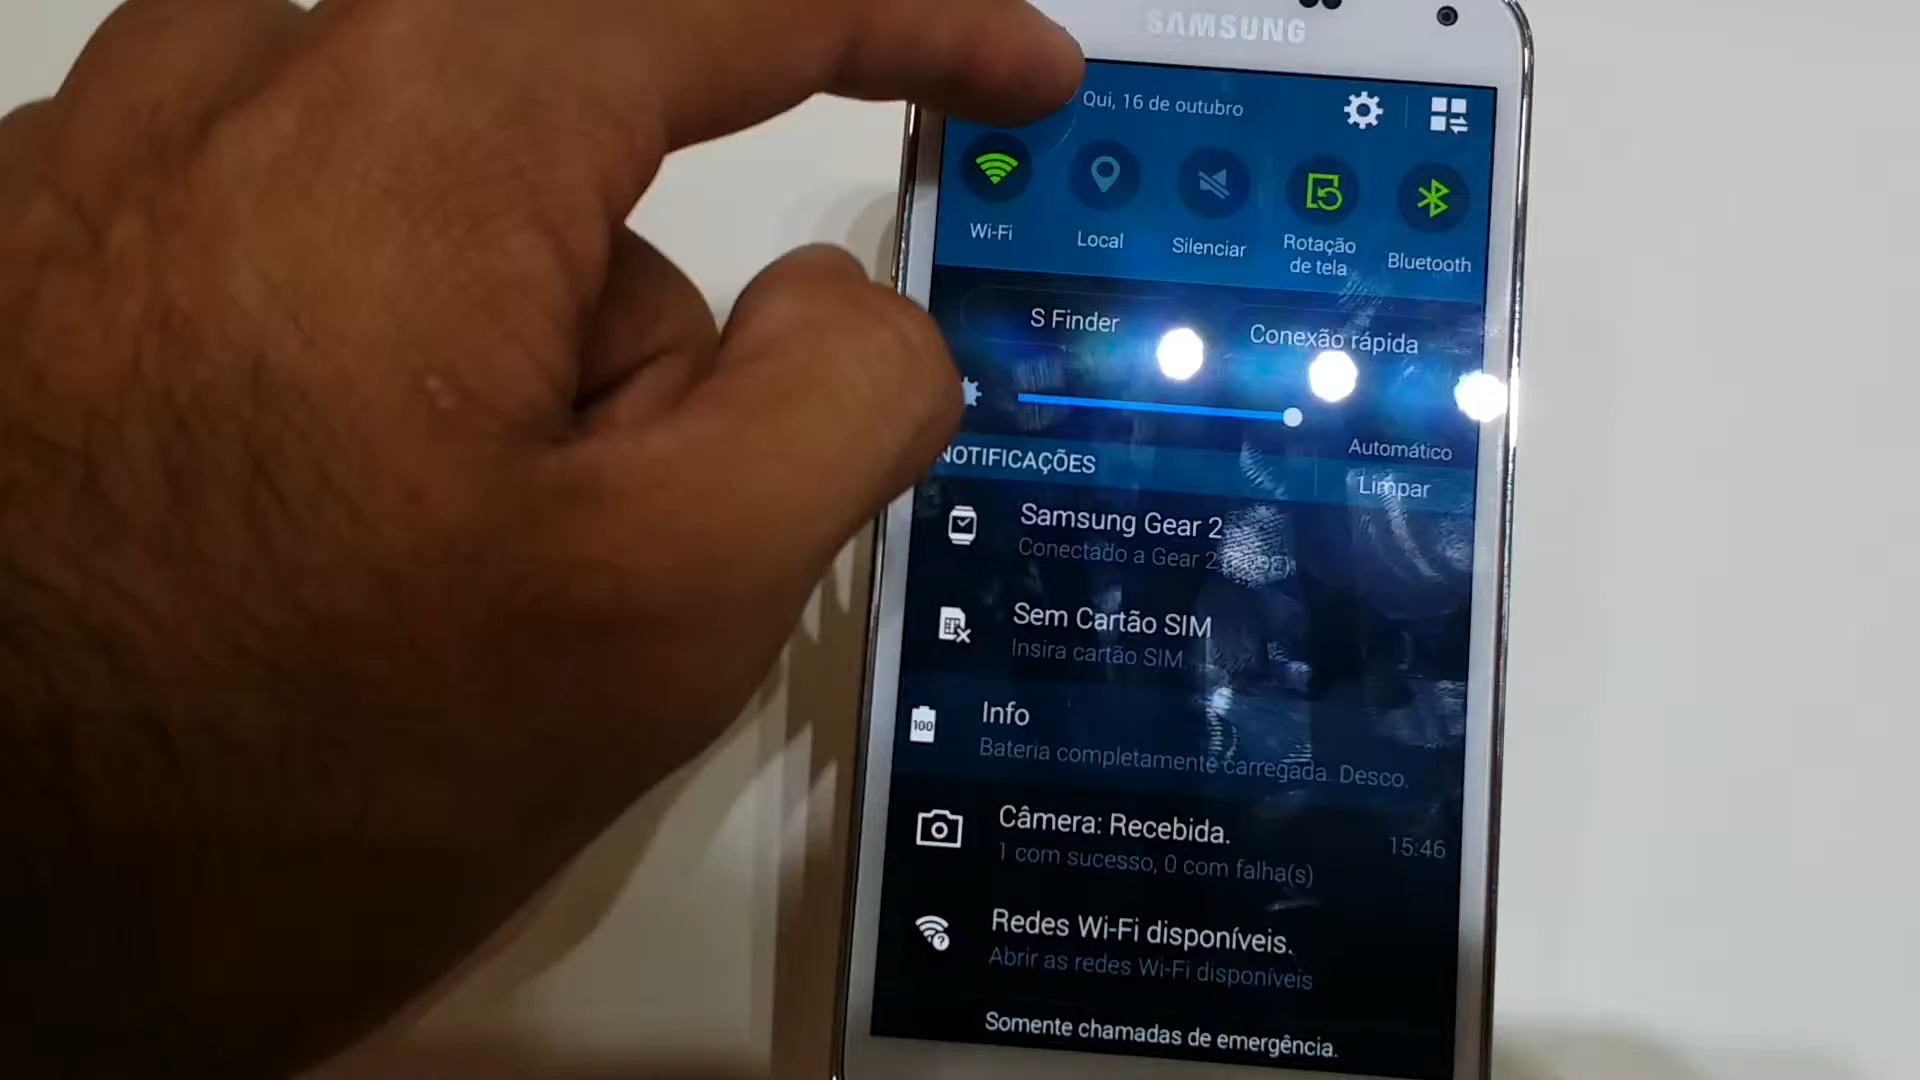 SAMSUNG
Qui, 16 de outubro
Wi-Fi
Local
Silenciar
Rotação
de tela
Bluetooth
S Finder
Conexão rápida
Automático
NOTIFICAÇÕES
Limpar
Samsung Gear 2
Conectado a Gear 2
Sem Cartão SIM
Insira cartão SIM.
100
Info
Bateria completamente carregada. Desco.
Câmera: Recebida.
15:46
1 com sucesso, 0 com falha(s)
Redes Wi-Fi disponíveis.
Abrir as redes Wi-Fi disponíveis
Somente chamadas de emergência.